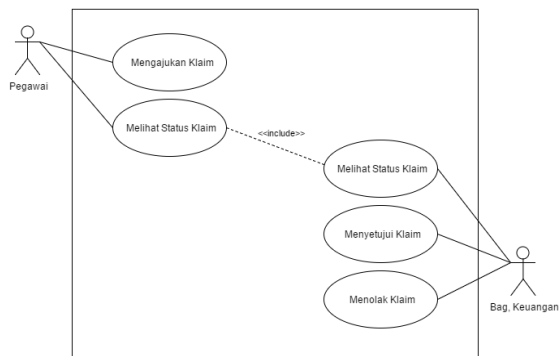 Mengajukan Klaim
Pegawai
Melihat Status Klaim
<<include>>
Melihat Status Klaim
Menyetujui Klaim
Menolak Klaim
Bag, Keuangan